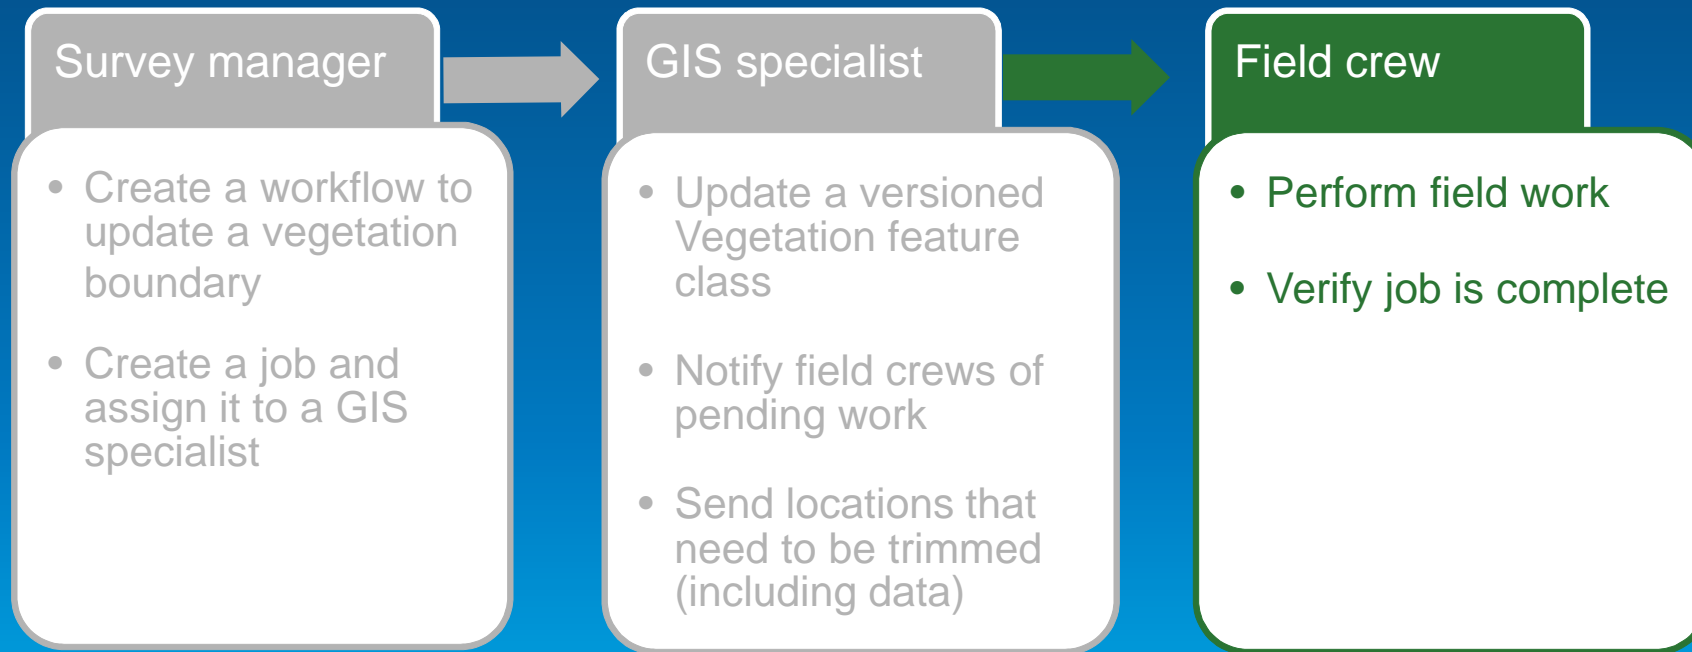 Survey manager
• Create a workflow to
update a vegetation
boundary
• Create a job and
assign it to a GIS
specialist
GIS specialist
• Update a versioned
Vegetation feature
class
• Notify field crews of
pending work
• Send locations that
need to be trimmed
(including data)
Field crew
• Perform field work
• Verify job is complete